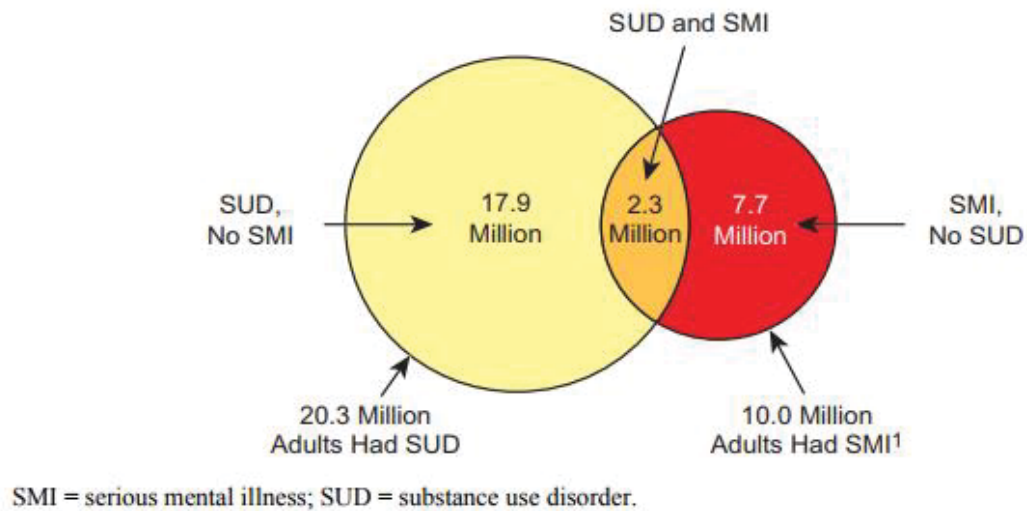 SUD and SMI
SUD,
No SMI
17.9
Million
2.3
Million
7.7
Million
SMI,
No SUD
20.3 Million
Adults Had SUD
10.0 Million
Adults Had SMI1
SMI = serious mental illness; SUD = substance use disorder.